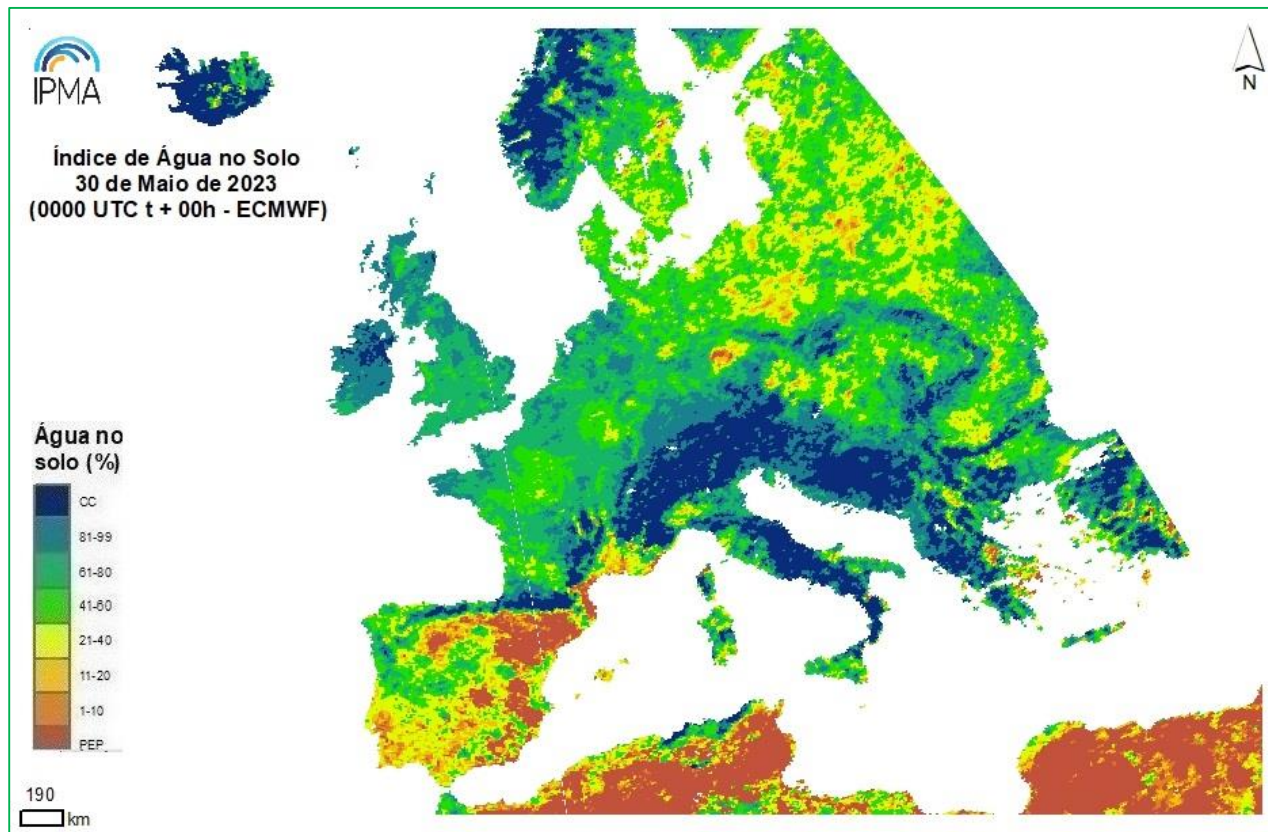 IPMA
N
Índice de Água no Solo
30 de Maio de 2023
(0000 UTC t + 00h - ECMWF)
Água no
solo (%)
CC
81-99
61-80
41-60
21-40
11-20
1-10
PEP
190
km